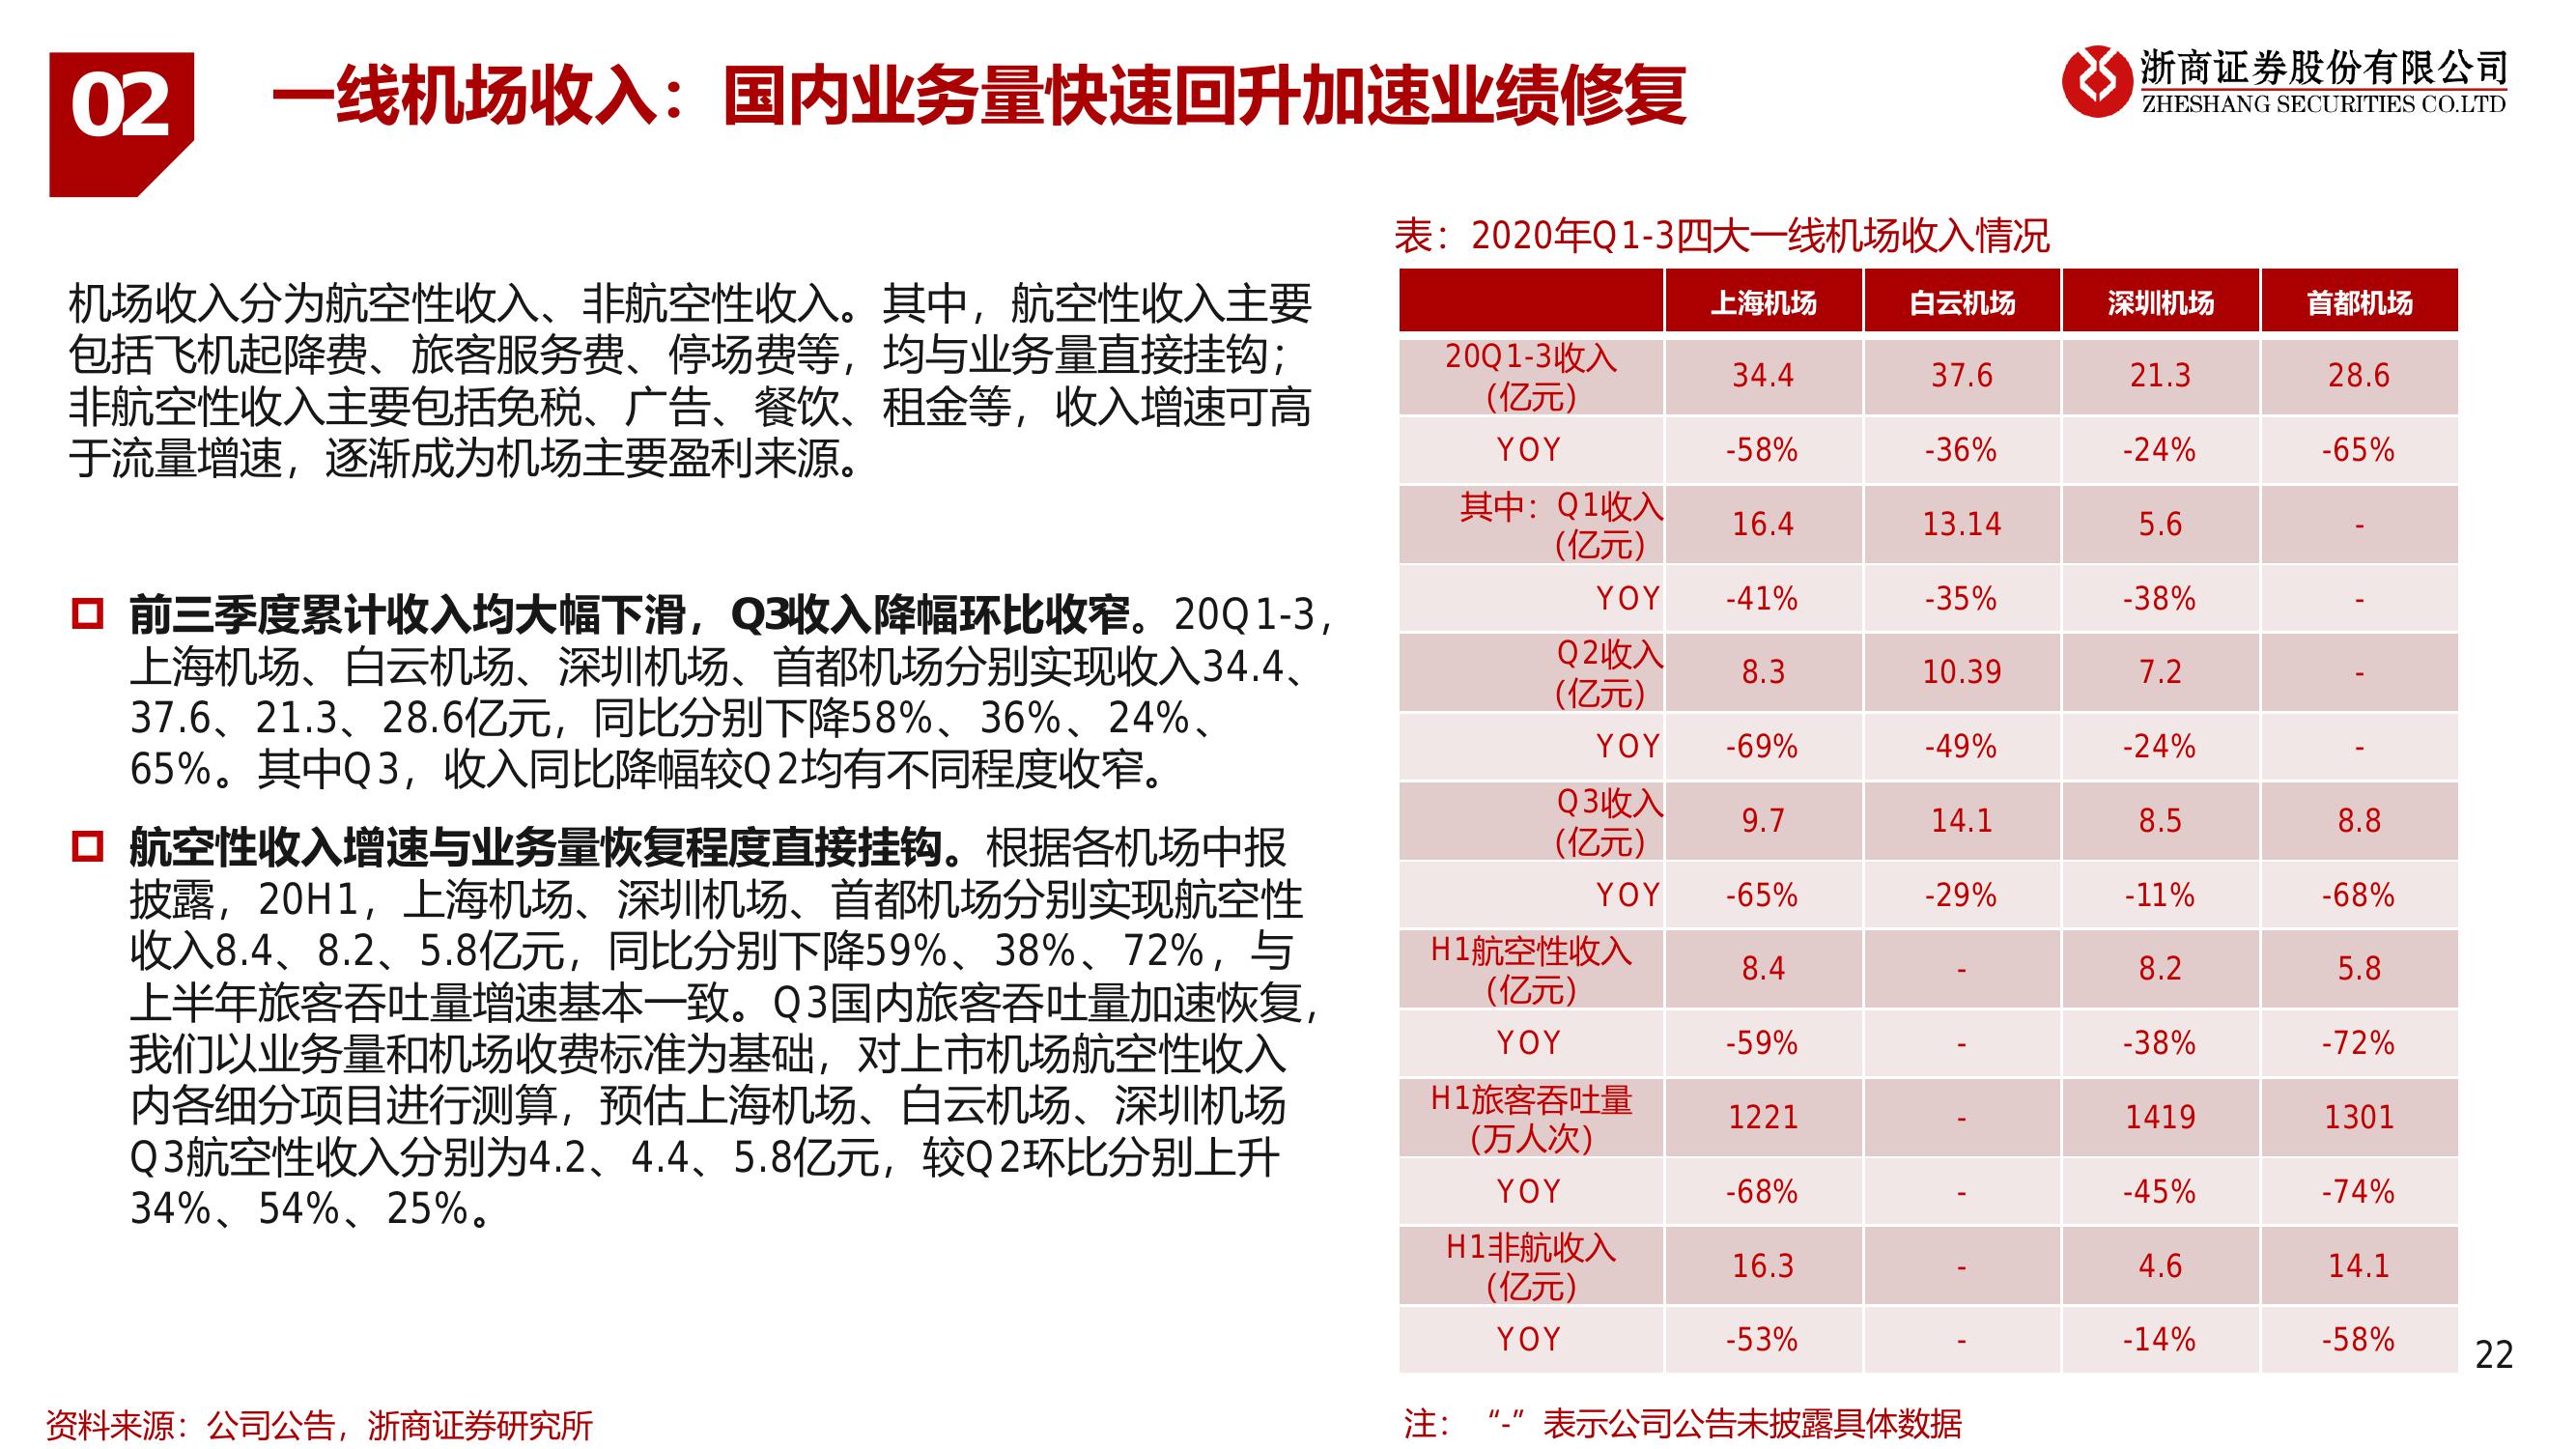 02
一线机场收入：国内业务量快速回升加速业绩修复
浙商证券股份有限公司
ZHESHANG SECURITIES CO.LTD
机场收入分为航空性收入、非航空性收入。其中，航空性收入主要
包括飞机起降费、旅客服务费、停场费等，均与业务量直接挂钩；
非航空性收入主要包括免税、广告、餐饮、租金等，收入增速可高
于流量增速，逐渐成为机场主要盈利来源。
前三季度累计收入均大幅下滑，Q3收入降幅环比收窄。20Q1-3，
上海机场、白云机场、深圳机场、首都机场分别实现收入34.4、
37.6、21.3、28.6亿元，同比分别下降58%、36%、24%、
65%。其中Q3，收入同比降幅较Q2均有不同程度收窄。
航空性收入增速与业务量恢复程度直接挂钩。根据各机场中报
披露，20H1，上海机场、深圳机场、首都机场分别实现航空性
收入8.4、8.2、5.8亿元，同比分别下降59%、38%、72%，与
上半年旅客吞吐量增速基本一致。Q3国内旅客吞吐量加速恢复，
我们以业务量和机场收费标准为基础，对上市机场航空性收入
内各细分项目进行测算，预估上海机场、白云机场、深圳机场
Q3航空性收入分别为4.2、4.4、5.8亿元，较Q2环比分别上升
34%、54%、25%。
表：2020年Q1-3四大一线机场收入情况
上海机场 白云机场 深圳机场 首都机场
20Q1-3收入
（亿元） 34.4 37.6 21.3 28.6
YOY -58% -36% -24% -65%
其中：Q1收入
（亿元） 16.4 13.14 5.6 -
YOY -41% -35% -38% -
Q2收入
（亿元） 8.3 10.39 7.2 -
YOY -69% -49% -24% -
Q3收入
（亿元） 9.7 14.1 8.5 8.8
YOY -65% -29% -11% -68%
H1航空性收入
（亿元） 8.4 - 8.2 5.8
YOY -59% - -38% -72%
H1旅客吞吐量
（万人次） 1221 - 1419 1301
YOY -68% - -45% -74%
H1非航收入
（亿元） 16.3 - 4.6 14.1
YOY -53% - -14% -58%
22
资料来源：公司公告，浙商证券研究所
注：“-”表示公司公告未披露具体数据